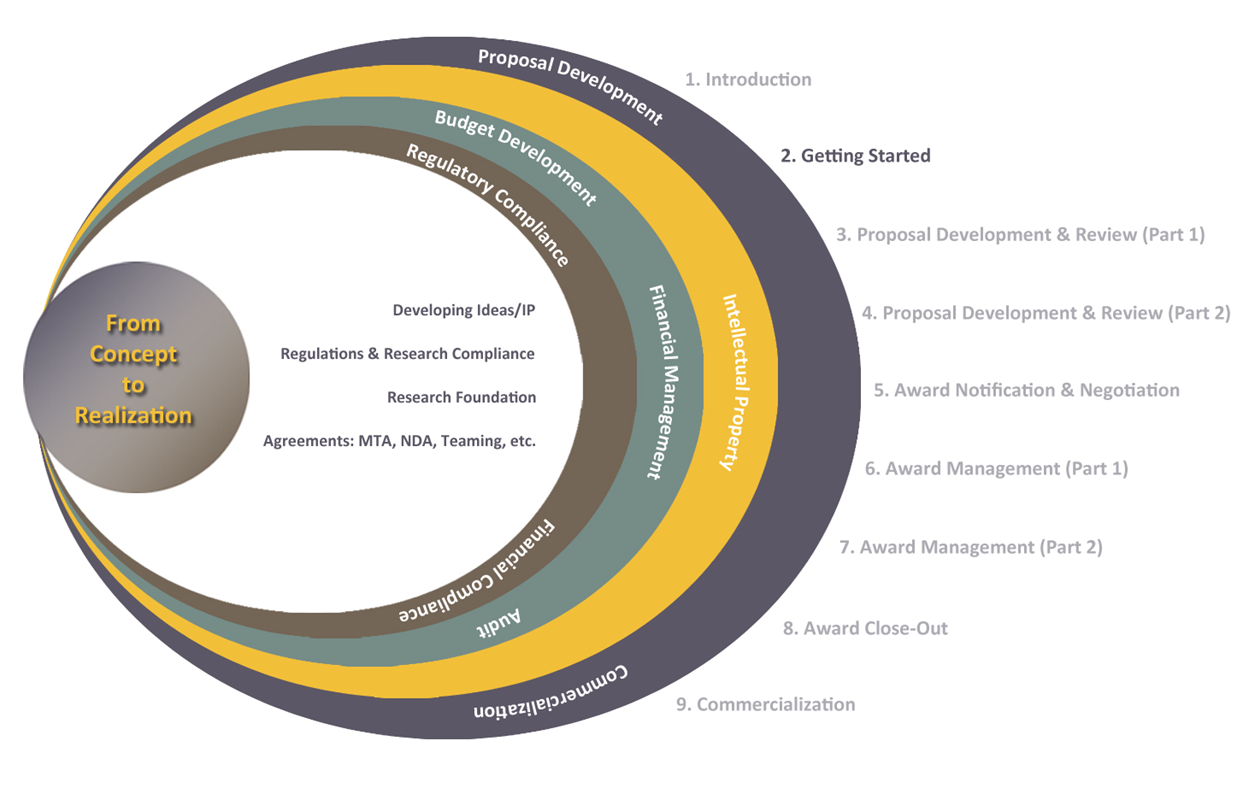 Proposal Development
Budget Development
Regulatory Compliance
Financial Management
Intellectual Property
Financial Compliance
Audit
Commercialization
From
Concept
to
Realization
Developing Ideas/IP
Regulations & Research Compliance
Research Foundation
Agreements: MTA, NDA, Teaming, etc.
1. Introduction
2. Getting Started
3. Proposal Development & Review (Part 1)
4. Proposal Development & Review (Part 2)
5. Award Notification & Negotiation
6. Award Management (Part 1)
7. Award Management (Part 2)
8. Award Close-Out
9. Commercialization